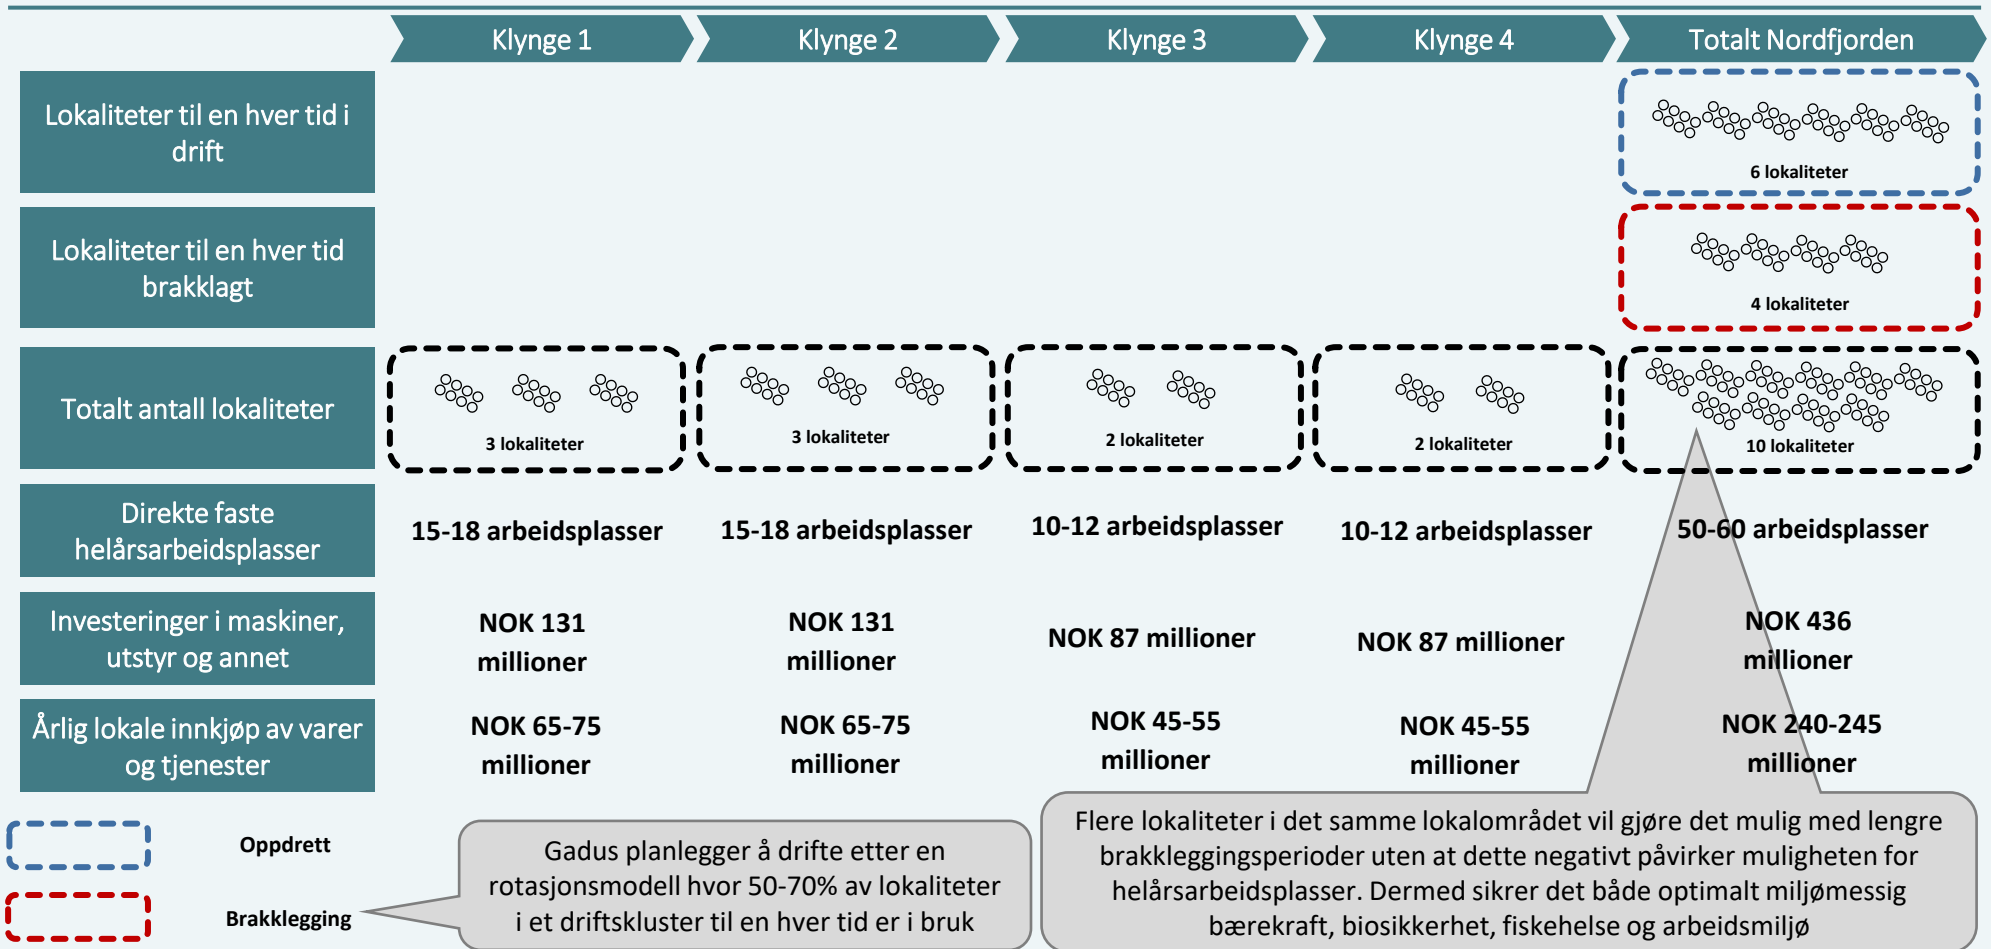 Klynge 1
Klynge 2
Klynge 3
Klynge 4
Totalt Nordfjorden
Lokaliteter til en hver tid i
drift
6 lokaliteter
Lokaliteter til en hver tid
brakklagt
4 lokaliteter
Totalt antall lokaliteter
3 lokaliteter
3 lokaliteter
2 lokaliteter
2 lokaliteter
10 lokaliteter
Direkte faste
helårsarbeidsplasser
15-18 arbeidsplasser
15-18 arbeidsplasser
10-12 arbeidsplasser
10-12 arbeidsplasser
50-60 arbeidsplasser
Investeringer i maskiner,
utstyr og annet
NOK 131
millioner
NOK 131
millioner
NOK 87 millioner
NOK 87 millioner
NOK 436
millioner
Årlig lokale innkjøp av varer
og tjenester
NOK 65-75
millioner
NOK 65-75
millioner
NOK 45-55
millioner
NOK 45-55
millioner
NOK 240-245
millioner
Oppdrett
Brakklegging
Gadus planlegger å drifte etter en
rotasjonsmodell hvor 50-70% av lokaliteter
i et driftskluster til en hver tid er i bruk
Flere lokaliteter i det samme lokalområdet vil gjøre det mulig med lengre
brakkleggingsperioder uten at dette negativt påvirker muligheten for
helårsarbeidsplasser. Dermed sikrer det både optimalt miljømessig
bærekraft, biosikkerhet, fiskehelse og arbeidsmiljø